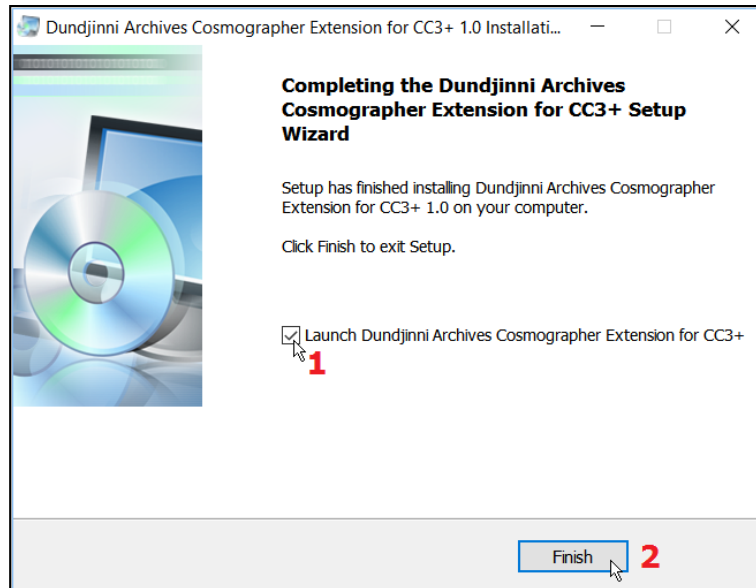 Dundjinni Archives Cosmographer Extension for CC3+ 1.0 Installati...
Completing the Dundjinni Archives
Cosmographer Extension for CC3+ Setup
Wizard
Setup has finished installing Dundjinni Archives Cosmographer
Extension for CC3+ 1.0 on your computer.
Click Finish to exit Setup.
Launch Dundjinni Archives Cosmographer Extension for CC3+
1
Finish 2